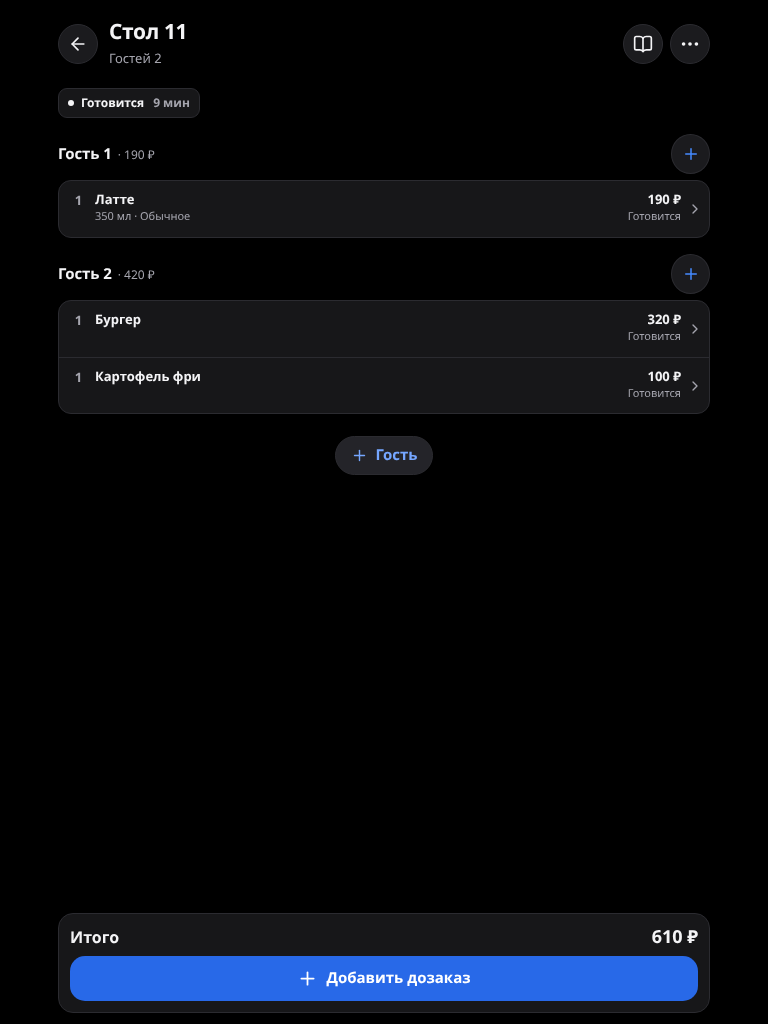 Стол 11
Гостей 2
Готовится 9 мин
Гость 1 · 190 ₽
1 Латте 190 ₽
350 мл · Обычное Готовится
Гость 2 · 420 ₽
1 Бургер 320 ₽
Готовится
1 Картофель фри 100 ₽
Готовится
+ Гость
Итого 610 ₽
+ Добавить дозаказ